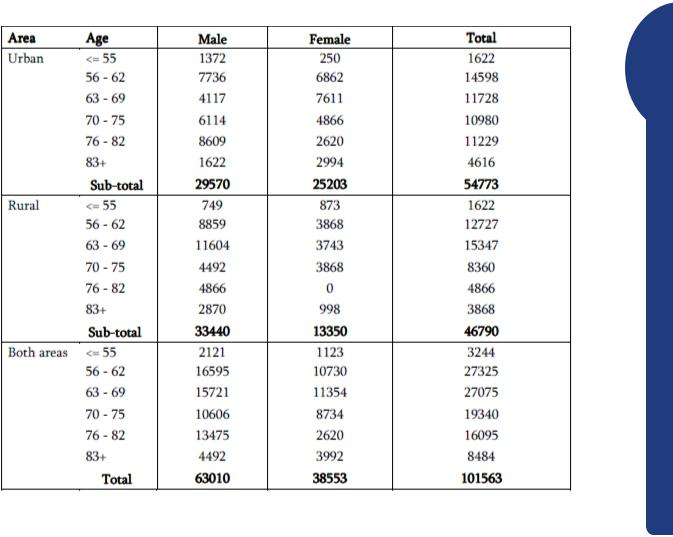 Area Age Male Female Total
Urban <= 55 1372 250 1622
56 - 62 7736 6862 14598
63 - 69 4117 7611 11728
70 - 75 6114 4866 10980
76 - 82 8609 2620 11229
83+ 1622 2994 4616
Sub-total 29570 25203 54773
Rural <= 55 749 873 1622
56 - 62 8859 3868 12727
63 - 69 11604 3743 15347
70 - 75 4492 3868 8360
76 - 82 4866 0 4866
83+ 2870 998 3868
Sub-total 33440 13350 46790
Both areas <= 55 2121 1123 3244
56 - 62 16595 10730 27325
63 - 69 15721 11354 27075
70 - 75 10606 8734 19340
76 - 82 13475 2620 16095
83+ 4492 3992 8484
Total 63010 38553 101563